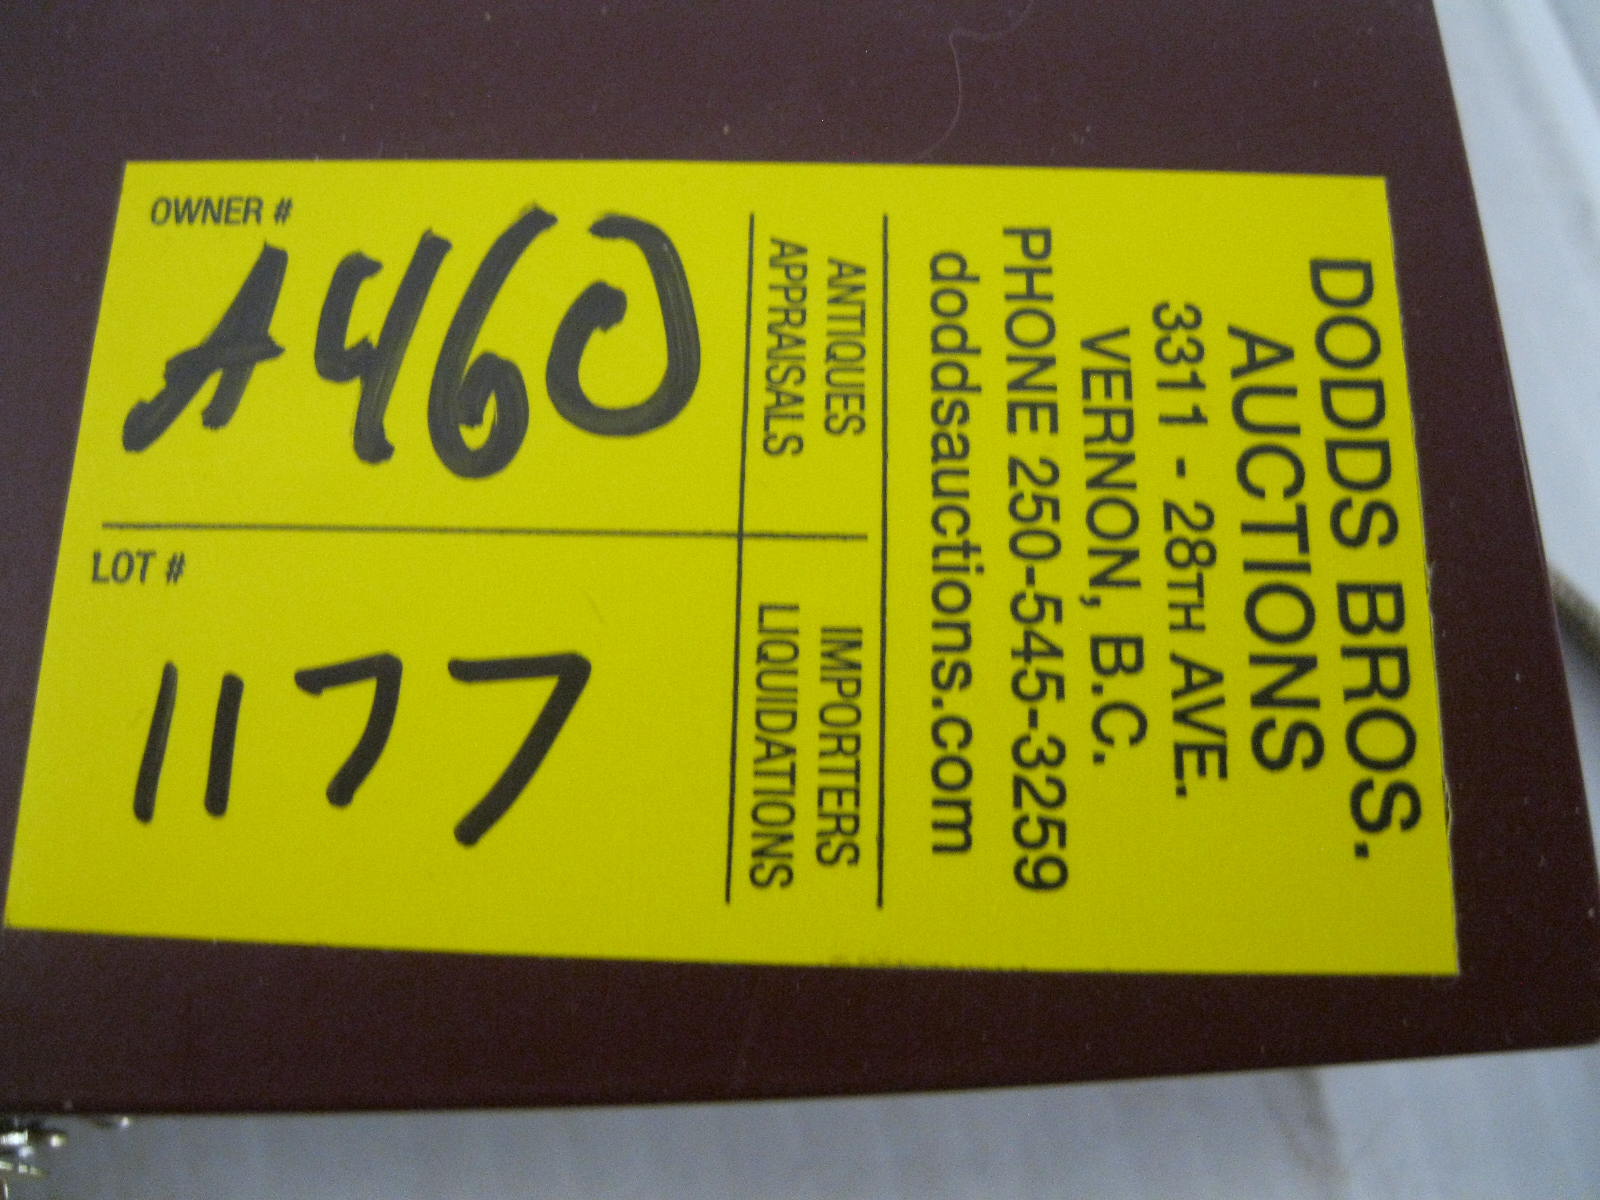 DODDS BROS.
AUCTIONS
3311 - 28TH AVE.
VERNON, B.C.
PHONE 250-545-3259
doddsauctions.com
ANTIQUES
APPRAISALS
IMPORTERS
LIQUIDATIONS
OWNER #
A460
LOT #
1177